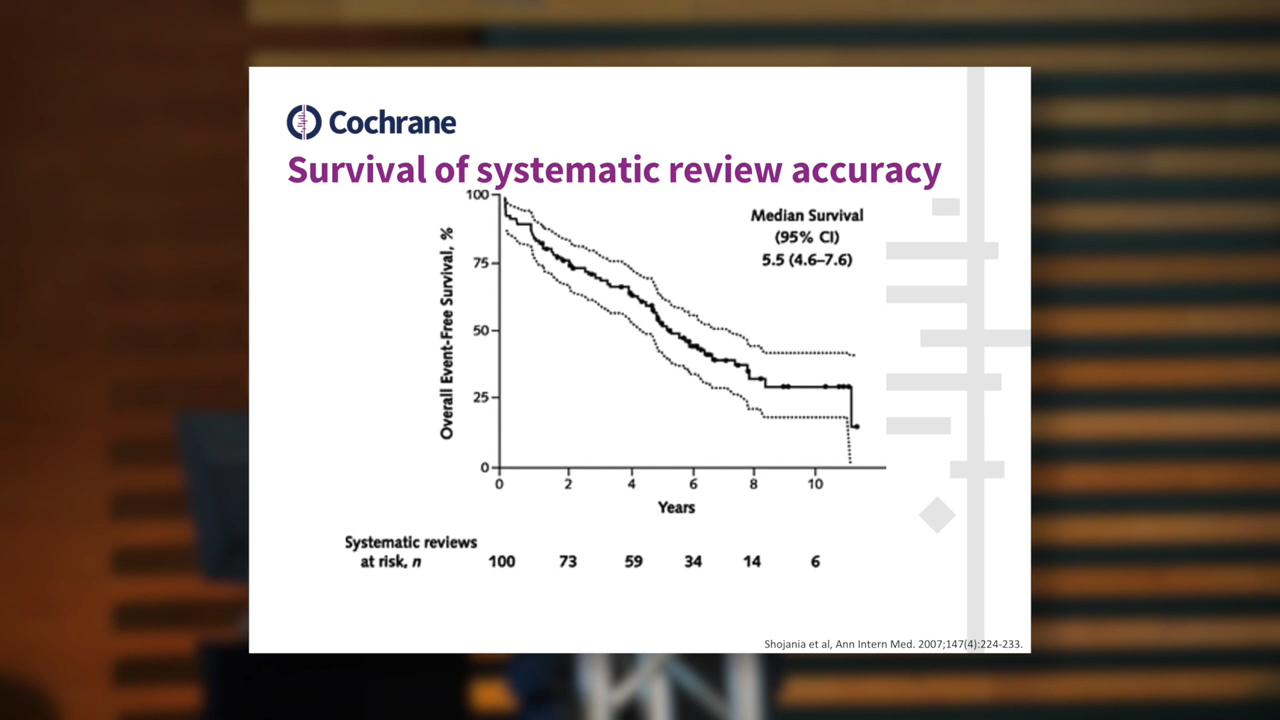 Cochrane
Survival of systematic review accuracy
Overall Event-Free Survival, %
100
75
50
25
0
Median Survival
(95% CI)
5.5 (4.6–7.6)
0 2 4 6 8 10
Years
Systematic reviews
at risk, n 100 73 59 34 14 6
Shojania et al, Ann Intern Med. 2007;147(4):224-233.